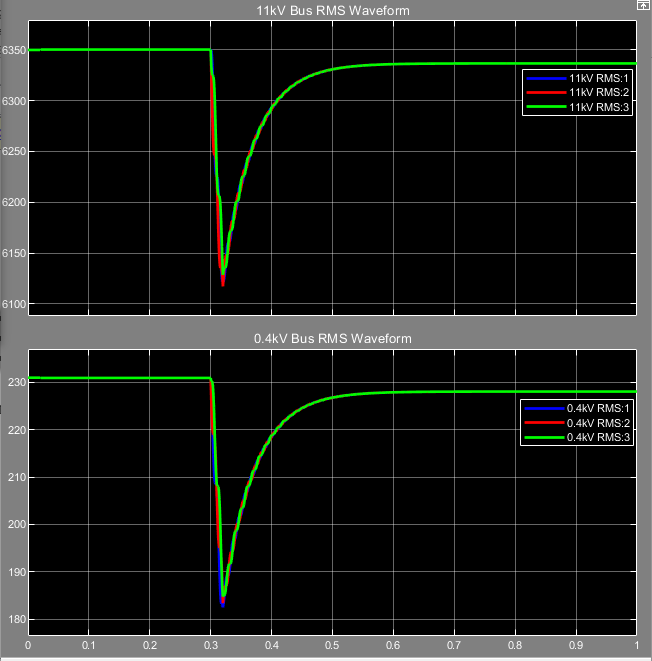 11kV Bus RMS Waveform
6350
6300
6250
6200
6150
6100
11kV RMS:1
11kV RMS:2
11kV RMS:3
0.4kV Bus RMS Waveform
230
220
210
200
190
180
0.4kV RMS:1
0.4kV RMS:2
0.4kV RMS:3
0 0.1 0.2 0.3 0.4 0.5 0.6 0.7 0.8 0.9 1